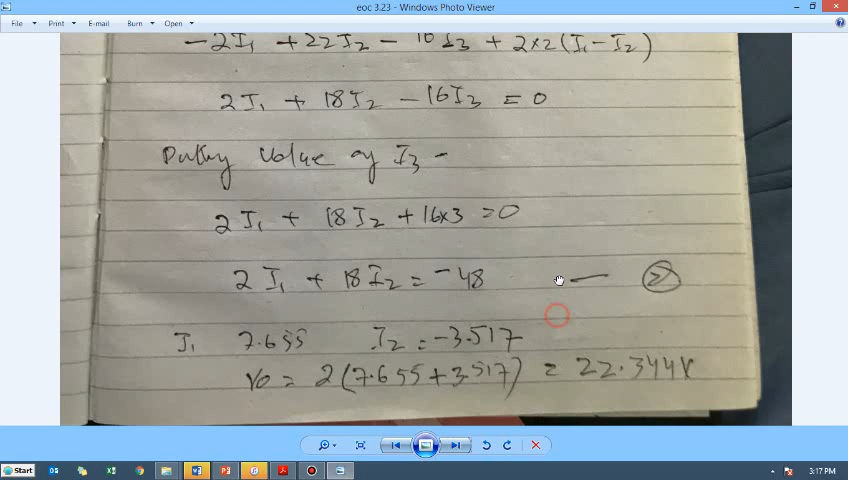 eoc 3.23 - Windows Photo Viewer
File Print E-mail Burn Open
-2I₁ + 22I₂ - 16I₃ + 2×2(I₁-I₂)
2I₁ + 18I₂ - 16I₃ = 0
value of I₃ -
2I₁ + 18I₂ + 16×3 = 0
2I₁ + 18I₂ = -48 — 2
I₁ 7.655 I₂ = -3.517
Vo = 2(7.655 + 3.517) = 22.344V
Start
3:17 PM